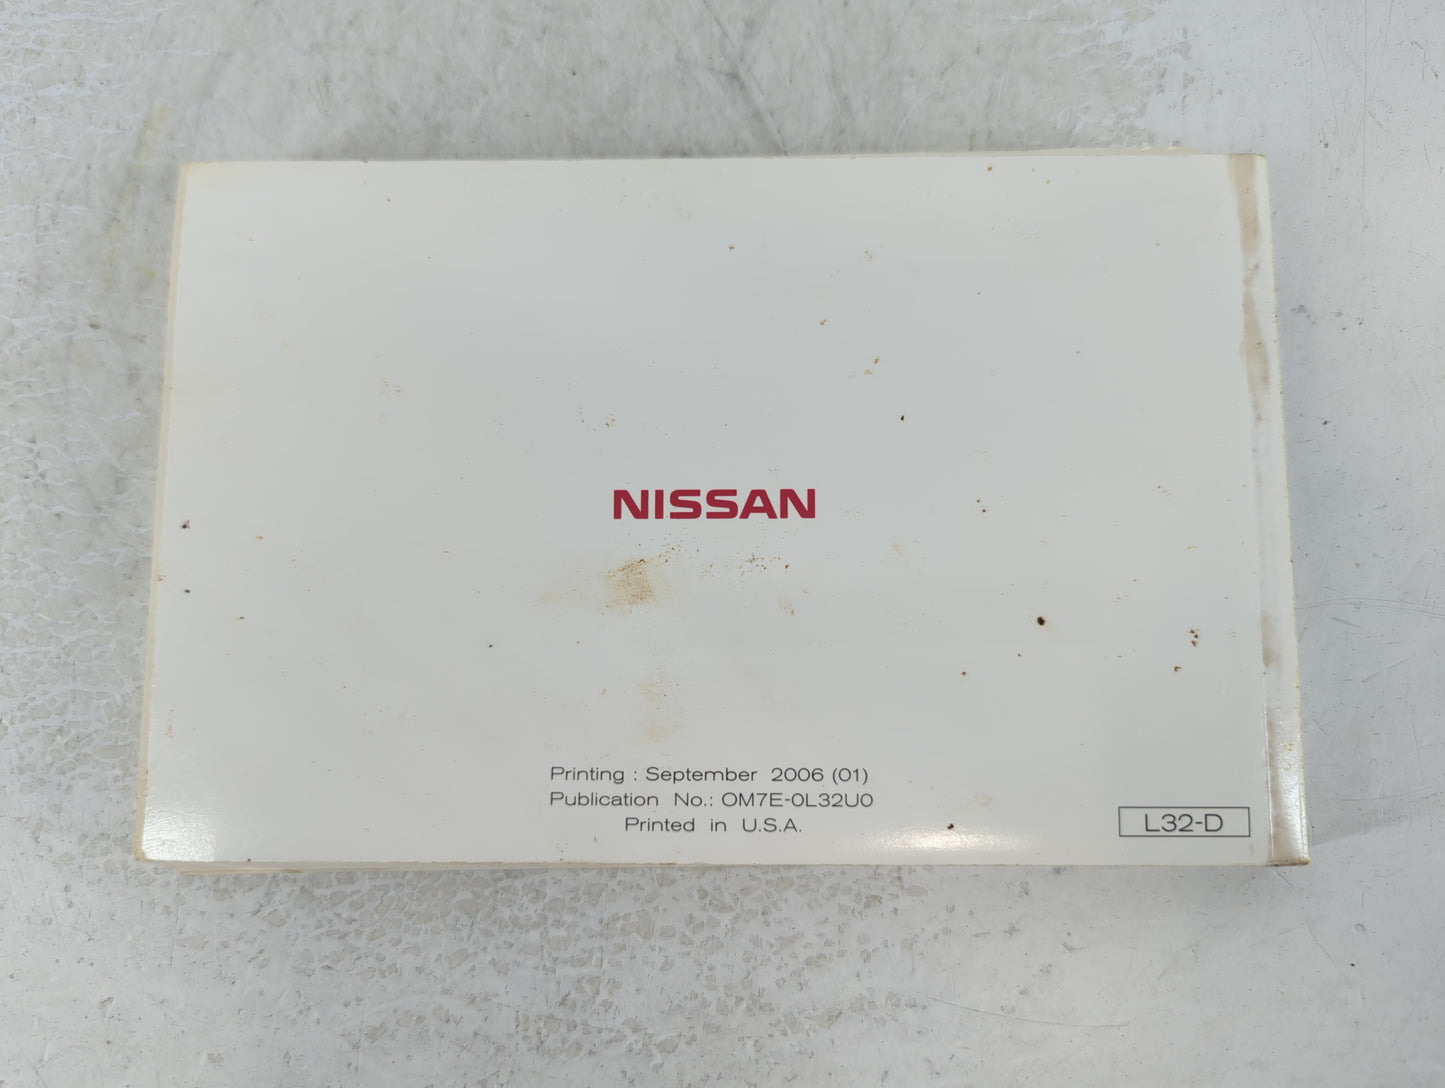 NISSAN
Printing : September 2006 (01)
Publication No.: OM7E-0L32U0
Printed in U.S.A.
L32-D